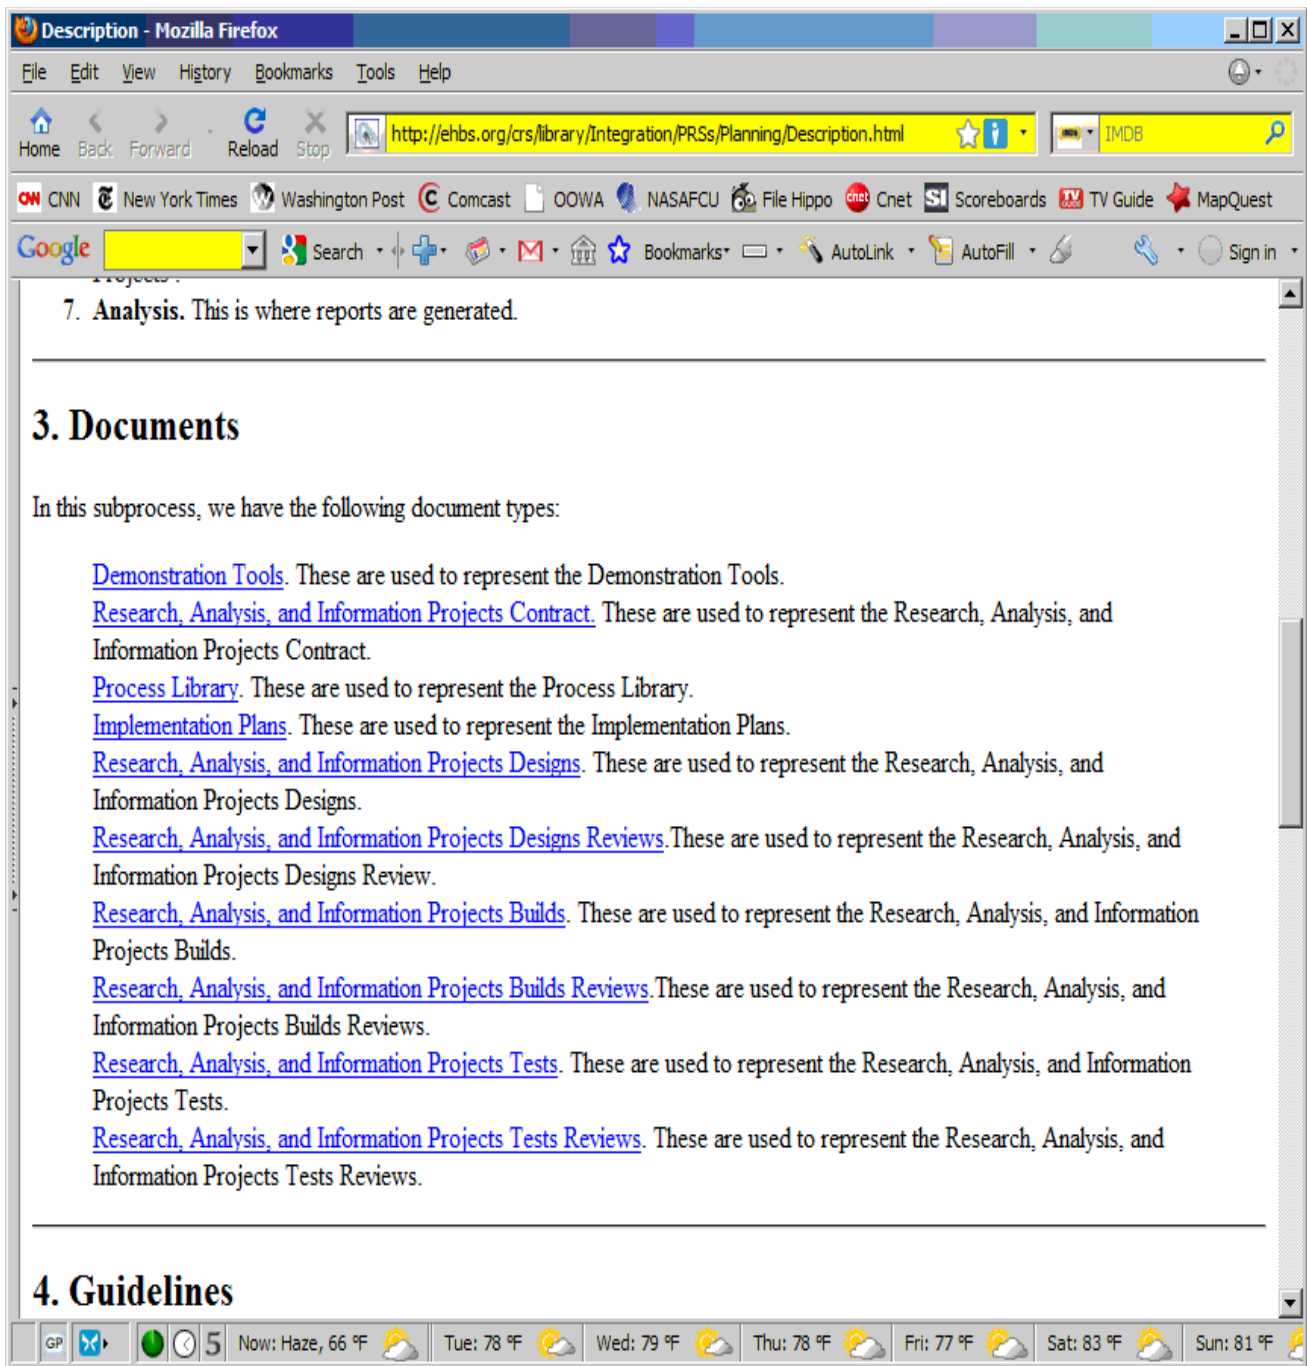 Description - Mozilla Firefox
File Edit View History Bookmarks Tools Help
Home Back Forward Reload Stop http://ehbs.org/crs/library/Integration/PRSs/Planning/Description.html IMDB
CNN New York Times Washington Post Comcast OOWA NASAFCU File Hippo Cnet Scoreboards TV Guide MapQuest
Google Search Bookmarks AutoLink AutoFill Sign in
Projects .
7. Analysis. This is where reports are generated.
3. Documents
In this subprocess, we have the following document types:
Demonstration Tools. These are used to represent the Demonstration Tools.
Research, Analysis, and Information Projects Contract. These are used to represent the Research, Analysis, and
Information Projects Contract.
Process Library. These are used to represent the Process Library.
Implementation Plans. These are used to represent the Implementation Plans.
Research, Analysis, and Information Projects Designs. These are used to represent the Research, Analysis, and
Information Projects Designs.
Research, Analysis, and Information Projects Designs Reviews.These are used to represent the Research, Analysis, and
Information Projects Designs Review.
Research, Analysis, and Information Projects Builds. These are used to represent the Research, Analysis, and Information
Projects Builds.
Research, Analysis, and Information Projects Builds Reviews.These are used to represent the Research, Analysis, and
Information Projects Builds Reviews.
Research, Analysis, and Information Projects Tests. These are used to represent the Research, Analysis, and Information
Projects Tests.
Research, Analysis, and Information Projects Tests Reviews. These are used to represent the Research, Analysis, and
Information Projects Tests Reviews.
4. Guidelines
GP 5 Now: Haze, 66 °F Tue: 78 °F Wed: 79 °F Thu: 78 °F Fri: 77 °F Sat: 83 °F Sun: 81 °F